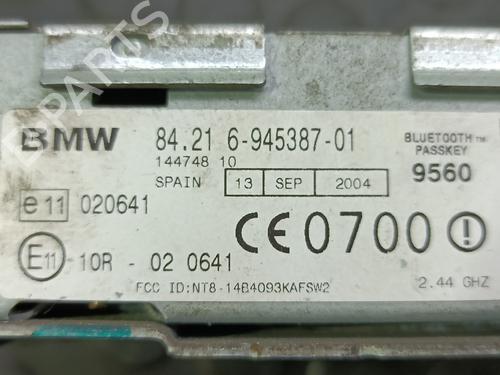 BMW 84.21 6-945387-01
144748 10
SPAIN 13 SEP 2004
BLUETOOTH™
PASSKEY
9560
e11 020641
CE0700
E11 10R - 02 0641
FCC ID:NT8-14B4093KAFSW2
2.44 GHZ